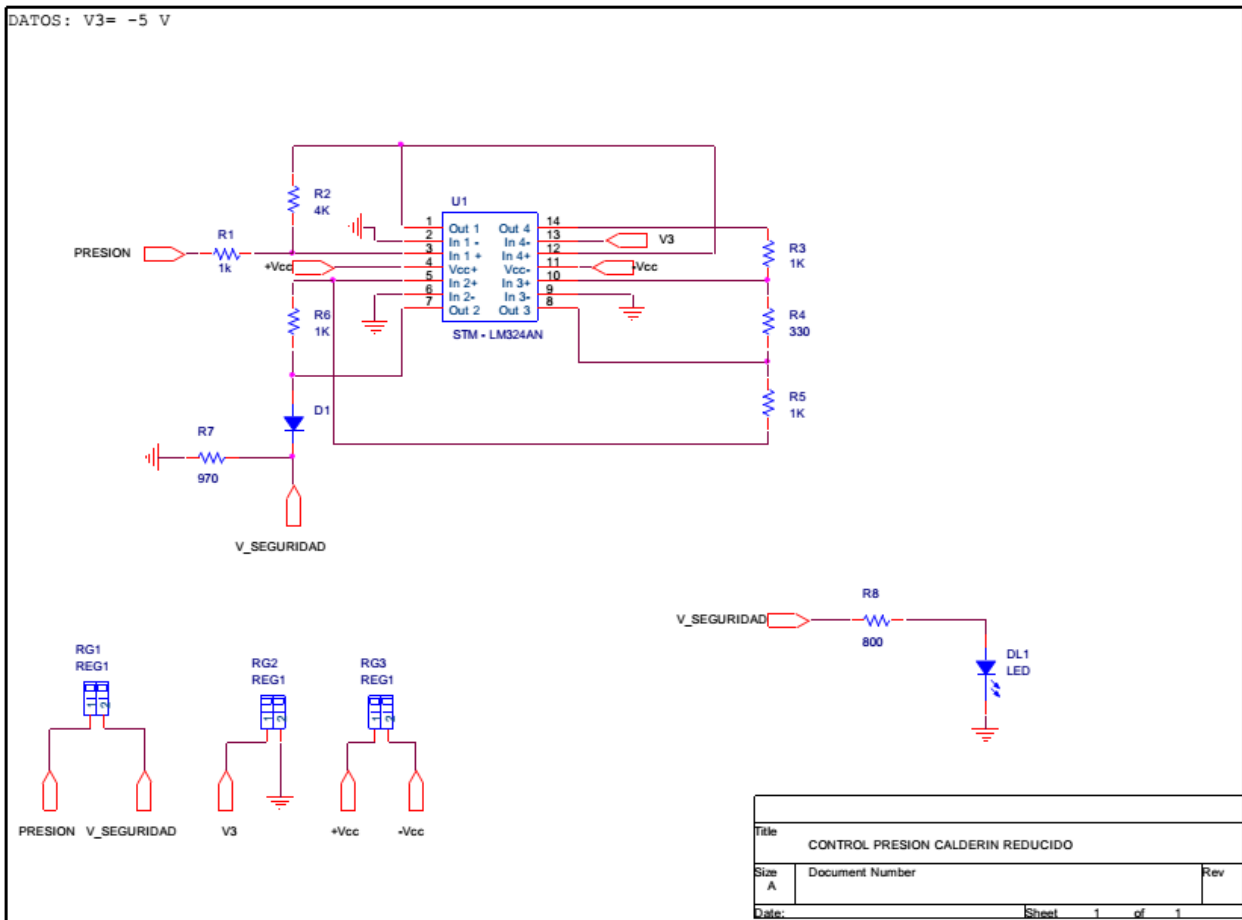 DATOS: V3= -5 V
R2
4K
U1
R1
PRESION
1k
+Vcc
1 Out 1 Out 4 14
2 In 1 - In 4- 13
3 In 1 + In 4+ 12
4 Vcc+ Vcc- 11
5 In 2+ In 3+ 10
6 In 2- In 3- 9
7 Out 2 Out 3 8
STM - LM324AN
V3
-Vcc
R3
1K
R4
330
R5
1K
R6
1K
D1
R7
970
V_SEGURIDAD
V_SEGURIDAD
R8
800
DL1
LED
RG1
REG1
1 2
RG2
REG1
1 2
RG3
REG1
1 2
PRESION V_SEGURIDAD V3 +Vcc -Vcc
Title
CONTROL PRESION CALDERIN REDUCIDO
Size Document Number Rev
A
Date: Sheet 1 of 1